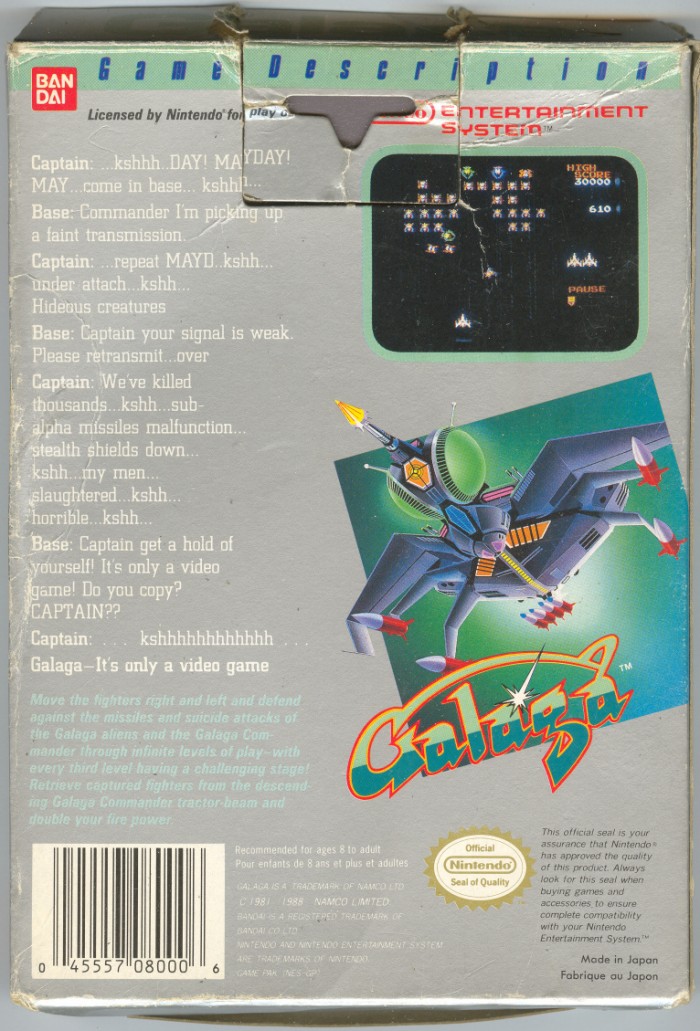 BAN
DAI
Game Description
Licensed by Nintendo® for play o
ENTERTAINMENT
SYSTEM™
Captain: ...kshhh..DAY! MAYDAY!
MAY...come in base... kshhh...
Base: Commander I'm picking up
a faint transmission.
Captain: ...repeat MAYD..kshh...
under attach...kshh...
Hideous creatures
Base: Captain your signal is weak.
Please retransmit...over
Captain: We've killed
thousands...kshh...sub-
alpha missiles malfunction...
stealth shields down...
kshh...my men...
slaughtered...kshh...
horrible...kshh...
Base: Captain get a hold of
yourself! It's only a video
game! Do you copy?
CAPTAIN??
Captain: . . . kshhhhhhhhhhhh . . .
Galaga—It's only a video game
HIGH
SCORE
30000
610
PAUSE
Move the fighters right and left and defend
against the missiles and suicide attacks of
the Galaga aliens and the Galaga Com-
mander through infinite levels of play—with
every third level having a challenging stage!
Retrieve captured fighters from the descend-
ing Galaga Commander tractor-beam and
double your fire power.
Galaga™
0 45557 08000 6
Recommended for ages 8 to adult
Pour enfants de 8 ans et plus et adultes
GALAGA IS A TRADEMARK OF NAMCO LTD.
© 1981 1988 NAMCO LIMITED
BANDAI IS A REGISTERED TRADEMARK OF
BANDAI CO LTD.
NINTENDO AND NINTENDO ENTERTAINMENT SYSTEM
ARE TRADEMARKS OF NINTENDO.
GAME PAK (NES-GP)
Official
Nintendo
Seal of Quality
This official seal is your
assurance that Nintendo®
has approved the quality
of this product. Always
look for this seal when
buying games and
accessories to ensure
complete compatibility
with your Nintendo
Entertainment System.™
Made in Japan
Fabrique au Japon